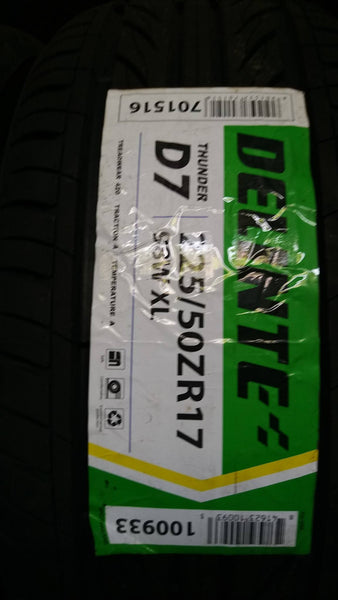 701516
DELINTE
THUNDER
D7
225/50ZR17
98W XL
TREADWEAR 420 TRACTION A TEMPERATURE A
100933